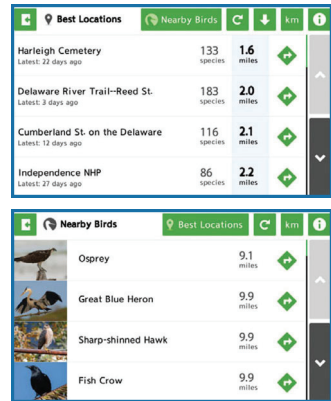 Best Locations Nearby Birds km
Harleigh Cemetery 133 1.6
Latest: 22 days ago species miles
Delaware River Trail--Reed St. 183 2.0
Latest: 3 days ago species miles
Cumberland St. on the Delaware 116 2.1
Latest: 12 days ago species miles
Independence NHP 86 2.2
Latest: 27 days ago species miles
Nearby Birds Best Locations km
Osprey 9.1
miles
Great Blue Heron 9.9
miles
Sharp-shinned Hawk 9.9
miles
Fish Crow 9.9
miles